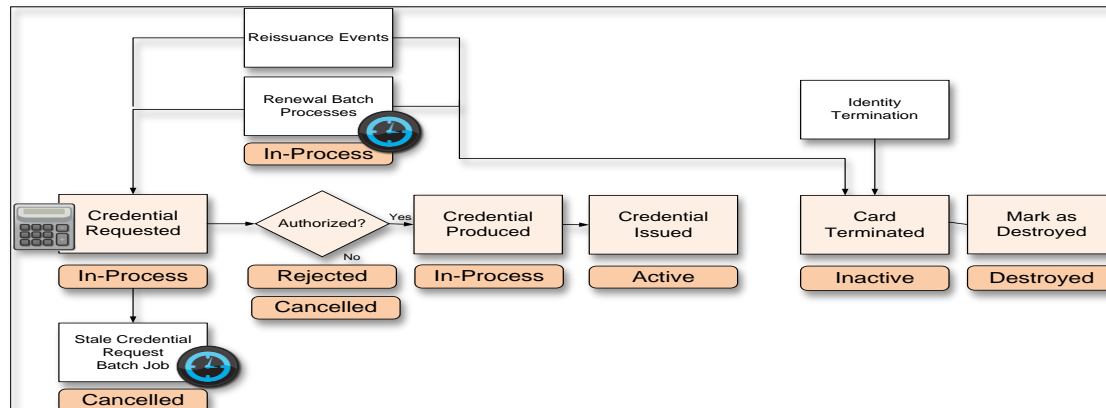 Reissuance Events
Renewal Batch
Processes
In-Process
Identity
Termination
Credential
Requested
In-Process
Authorized?
Yes
No
Rejected
Cancelled
Credential
Produced
In-Process
Credential
Issued
Active
Card
Terminated
Inactive
Mark as
Destroyed
Destroyed
Stale Credential
Request
Batch Job
Cancelled